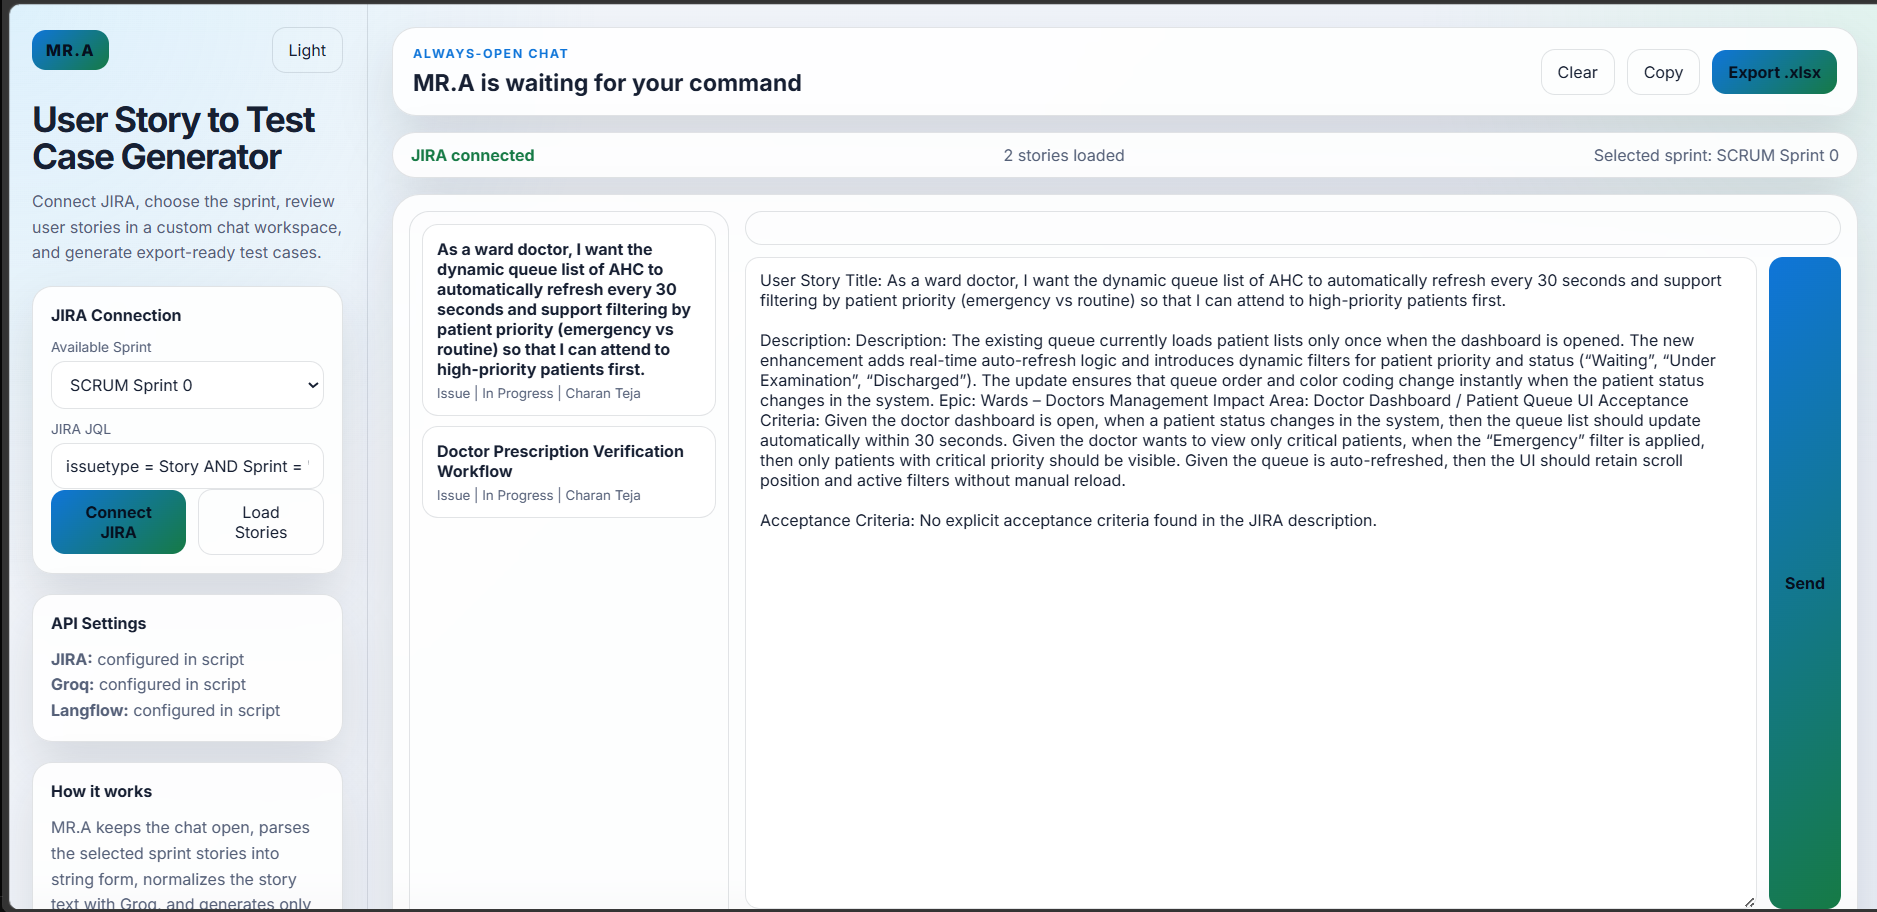 MR.A
Light
User Story to Test
Case Generator
Connect JIRA, choose the sprint, review
user stories in a custom chat workspace,
and generate export-ready test cases.
JIRA Connection
Available Sprint
SCRUM Sprint 0
JIRA JQL
issuetype = Story AND Sprint = '
Connect
JIRA
Load
Stories
API Settings
JIRA: configured in script
Groq: configured in script
Langflow: configured in script
How it works
MR.A keeps the chat open, parses
the selected sprint stories into
string form, normalizes the story
text with Groq, and generates only
ALWAYS-OPEN CHAT
MR.A is waiting for your command
Clear
Copy
Export .xlsx
JIRA connected
2 stories loaded
Selected sprint: SCRUM Sprint 0
As a ward doctor, I want the
dynamic queue list of AHC to
automatically refresh every 30
seconds and support filtering by
patient priority (emergency vs
routine) so that I can attend to
high-priority patients first.
Issue | In Progress | Charan Teja
Doctor Prescription Verification
Workflow
Issue | In Progress | Charan Teja
User Story Title: As a ward doctor, I want the dynamic queue list of AHC to automatically refresh every 30 seconds and support
filtering by patient priority (emergency vs routine) so that I can attend to high-priority patients first.
Description: Description: The existing queue currently loads patient lists only once when the dashboard is opened. The new
enhancement adds real-time auto-refresh logic and introduces dynamic filters for patient priority and status (“Waiting”, “Under
Examination”, “Discharged”). The update ensures that queue order and color coding change instantly when the patient status
changes in the system. Epic: Wards – Doctors Management Impact Area: Doctor Dashboard / Patient Queue UI Acceptance
Criteria: Given the doctor dashboard is open, when a patient status changes in the system, then the queue list should update
automatically within 30 seconds. Given the doctor wants to view only critical patients, when the “Emergency” filter is applied,
then only patients with critical priority should be visible. Given the queue is auto-refreshed, then the UI should retain scroll
position and active filters without manual reload.
Acceptance Criteria: No explicit acceptance criteria found in the JIRA description.
Send